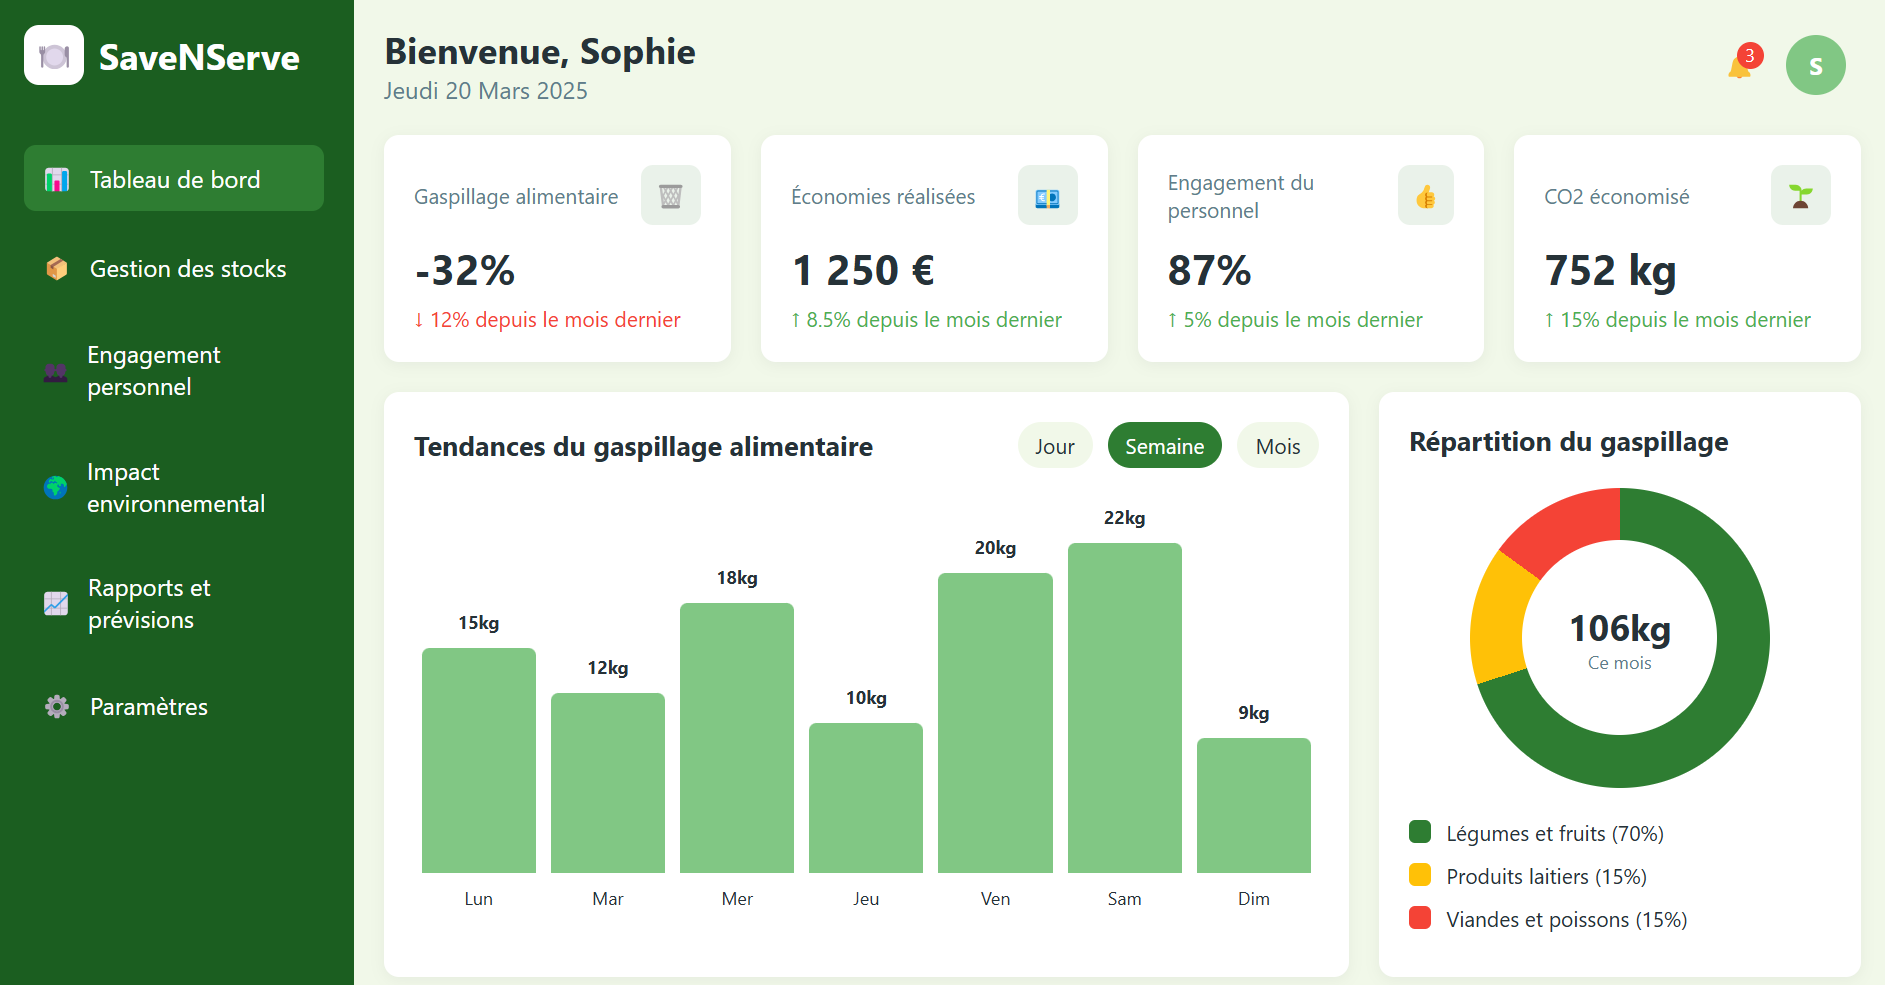 SaveNServe
Tableau de bord
Gestion des stocks
Engagement
personnel
Impact
environnemental
Rapports et
prévisions
Paramètres
Bienvenue, Sophie
Jeudi 20 Mars 2025
3
S
Gaspillage alimentaire
-32%
↓ 12% depuis le mois dernier
Économies réalisées
1 250 €
↑ 8.5% depuis le mois dernier
Engagement du
personnel
87%
↑ 5% depuis le mois dernier
CO2 économisé
752 kg
↑ 15% depuis le mois dernier
Tendances du gaspillage alimentaire
Jour
Semaine
Mois
15kg
12kg
18kg
10kg
20kg
22kg
9kg
Lun
Mar
Mer
Jeu
Ven
Sam
Dim
Répartition du gaspillage
106kg
Ce mois
Légumes et fruits (70%)
Produits laitiers (15%)
Viandes et poissons (15%)